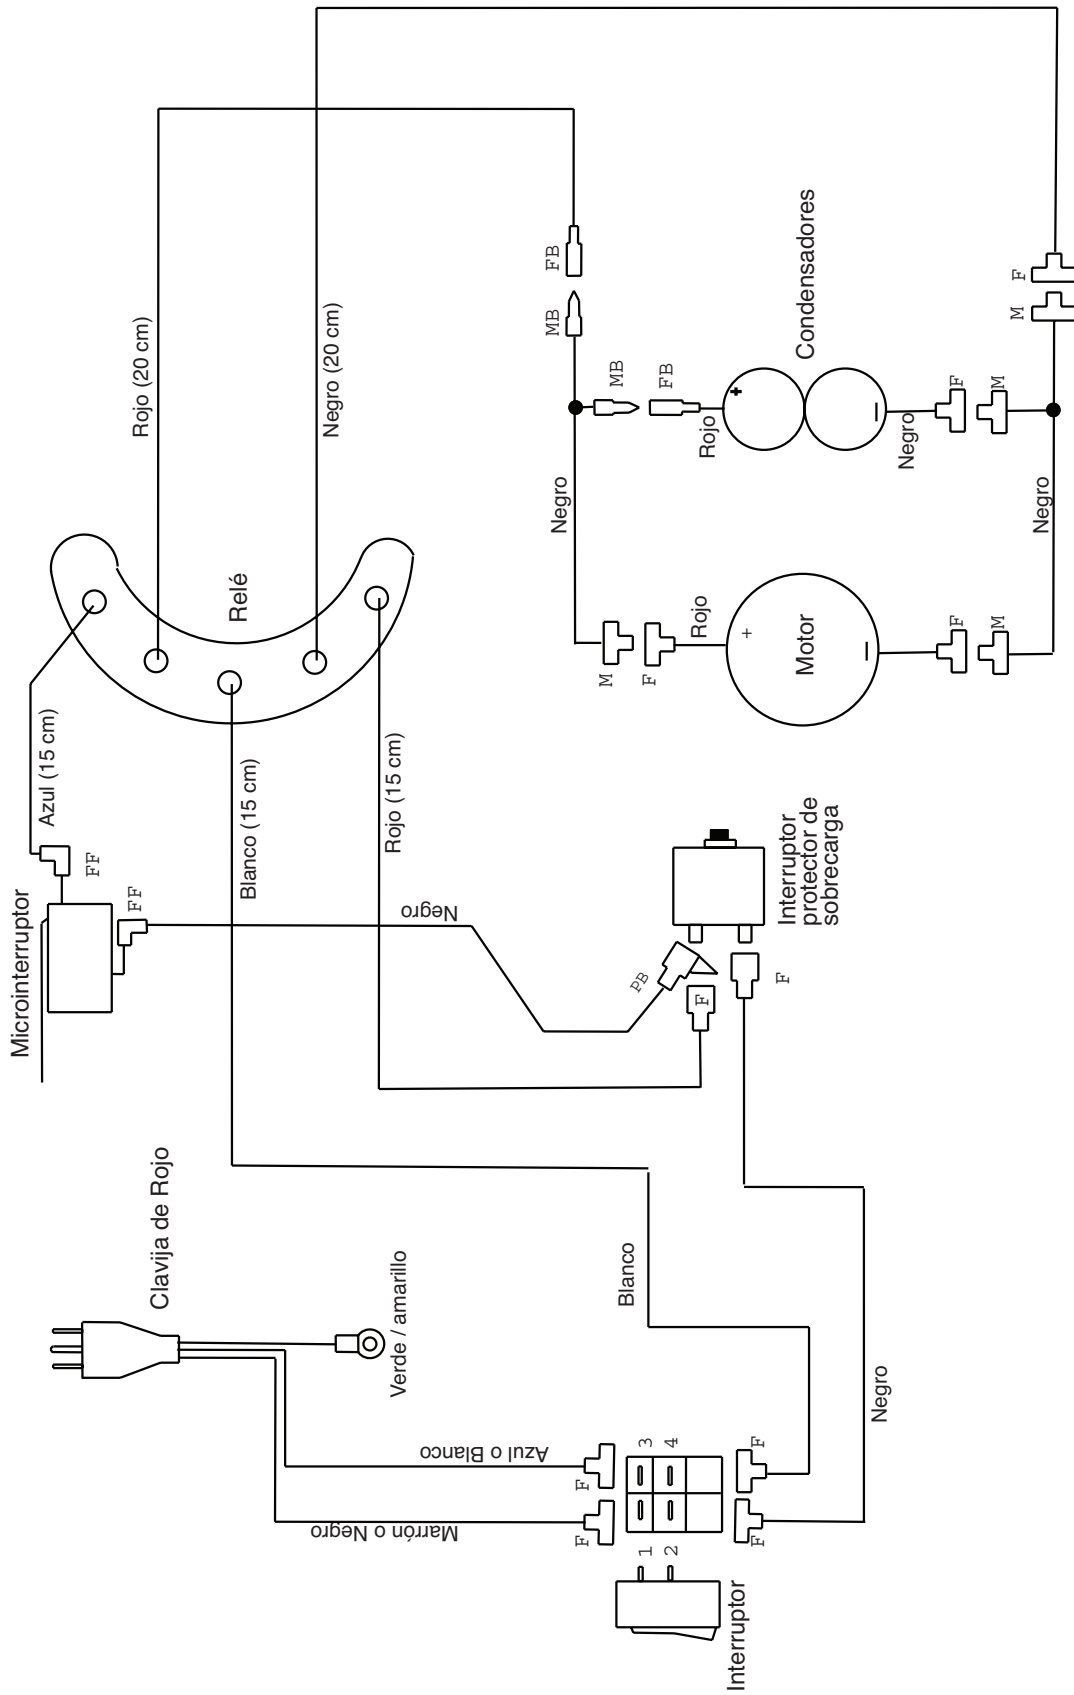 Microinterruptor
FF
FF
Azul (15 cm)
Relé
Rojo (20 cm)
Negro (20 cm)
Blanco (15 cm)
Rojo (15 cm)
Negro
Clavija de Rojo
Verde / amarillo
Azul o Blanco
Marrón o Negro
F
F
3
4
1
2
F
F
Interruptor
Blanco
Negro
PB
F
F
Interruptor
protector de
sobrecarga
Negro
MB
FB
MB
FB
Rojo
+
Condensadores
Negro
F
M
M
F
M
F
Rojo
+
Motor
F
M
Negro